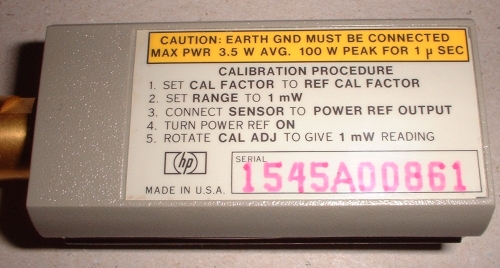 CAUTION: EARTH GND MUST BE CONNECTED
MAX PWR 3.5 W AVG. 100 W PEAK FOR 1 μ SEC
CALIBRATION PROCEDURE
1. SET CAL FACTOR TO REF CAL FACTOR
2. SET RANGE TO 1 mW
3. CONNECT SENSOR TO POWER REF OUTPUT
4. TURN POWER REF ON
5. ROTATE CAL ADJ TO GIVE 1 mW READING
hp
MADE IN U.S.A.
SERIAL
1545A00861